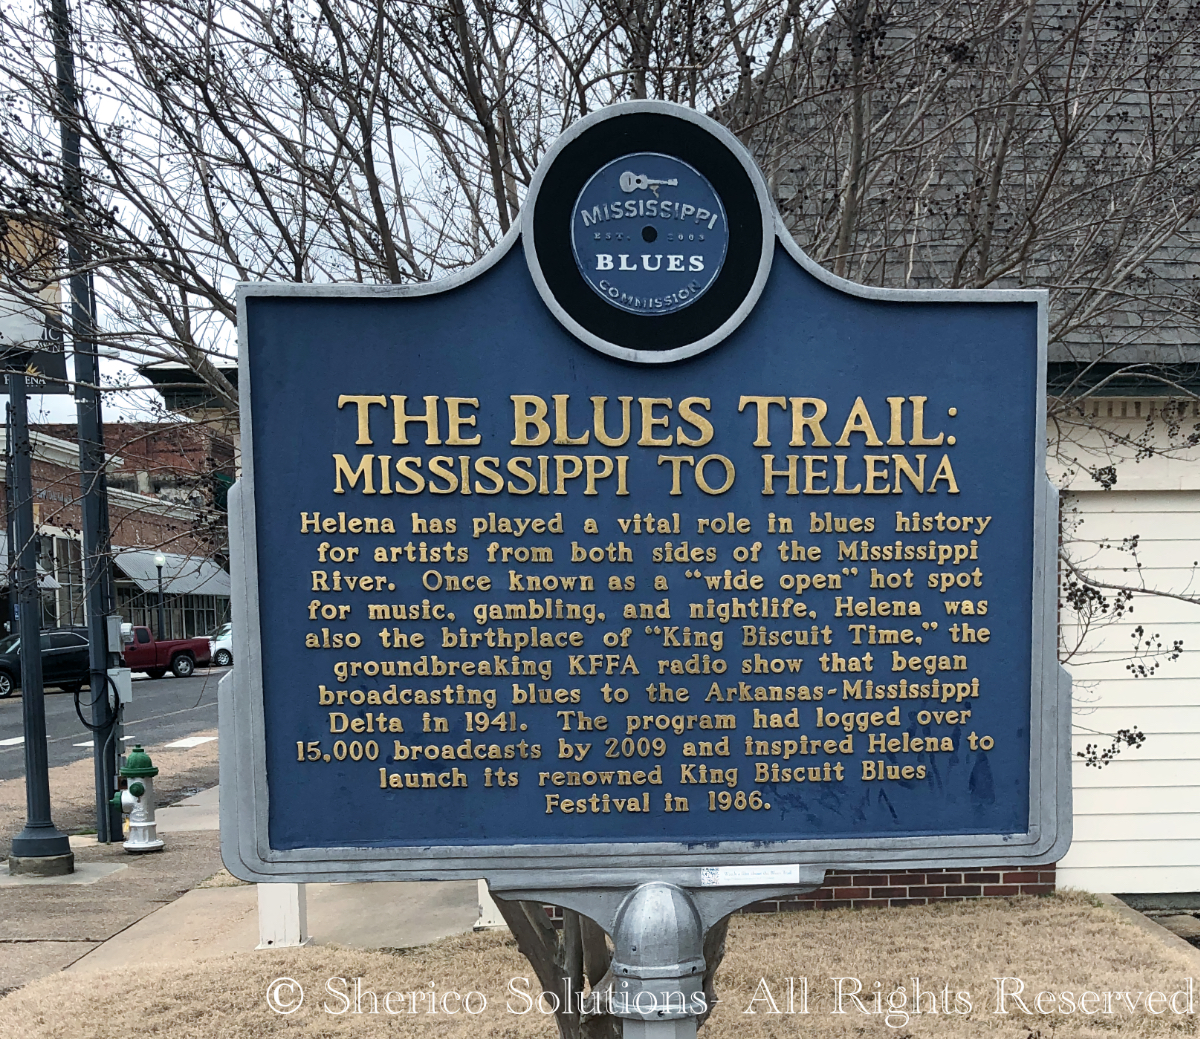 MISSISSIPPI
EST. 2003
BLUES
COMMISSION
THE BLUES TRAIL:
MISSISSIPPI TO HELENA
Helena has played a vital role in blues history
for artists from both sides of the Mississippi
River. Once known as a “wide open” hot spot
for music, gambling, and nightlife, Helena was
also the birthplace of “King Biscuit Time,” the
groundbreaking KFFA radio show that began
broadcasting blues to the Arkansas-Mississippi
Delta in 1941. The program had logged over
15,000 broadcasts by 2009 and inspired Helena to
launch its renowned King Biscuit Blues
Festival in 1986.
© Sherico Solutions- All Rights Reserved